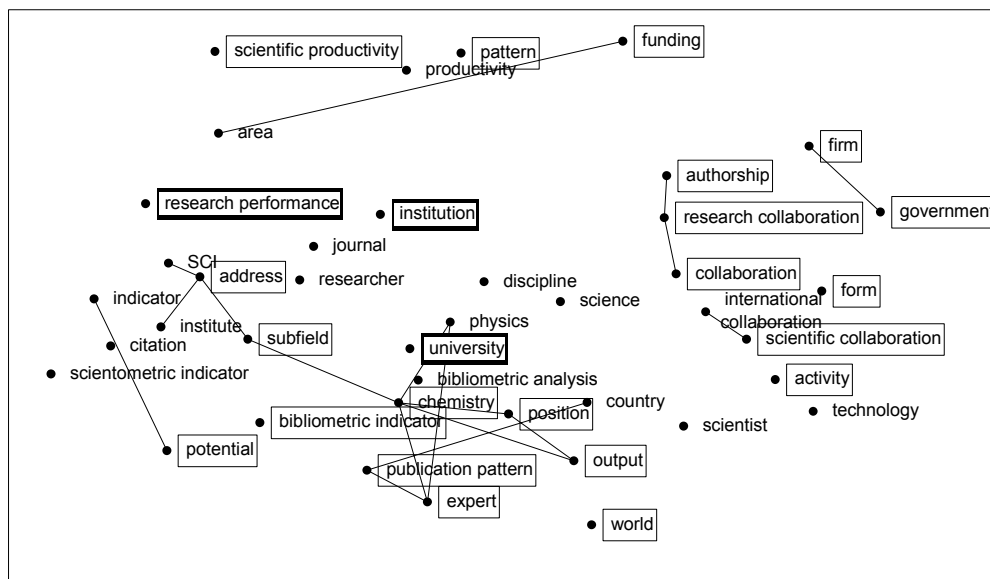 scientific productivity
pattern
funding
productivity
area
firm
authorship
research performance
institution
research collaboration
government
journal
SCI
address
researcher
discipline
collaboration
form
indicator
science
international
collaboration
institute
physics
citation
subfield
university
scientific collaboration
scientometric indicator
bibliometric analysis
activity
chemistry
country
bibliometric indicator
position
technology
scientist
potential
publication pattern
output
expert
world